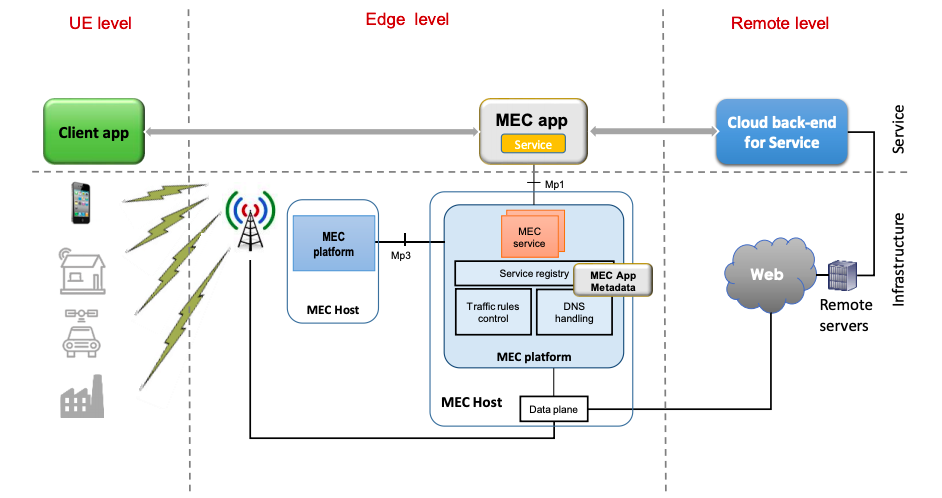 UE level
Edge level
Remote level
Client app
MEC app
Service
Cloud back-end
for Service
Service
Mp1
MEC
platform
Mp3
MEC Host
MEC
service
Service registry
MEC App
Metadata
Traffic rules
control
DNS
handling
MEC platform
MEC Host
Data plane
Web
Remote
servers
Infrastructure